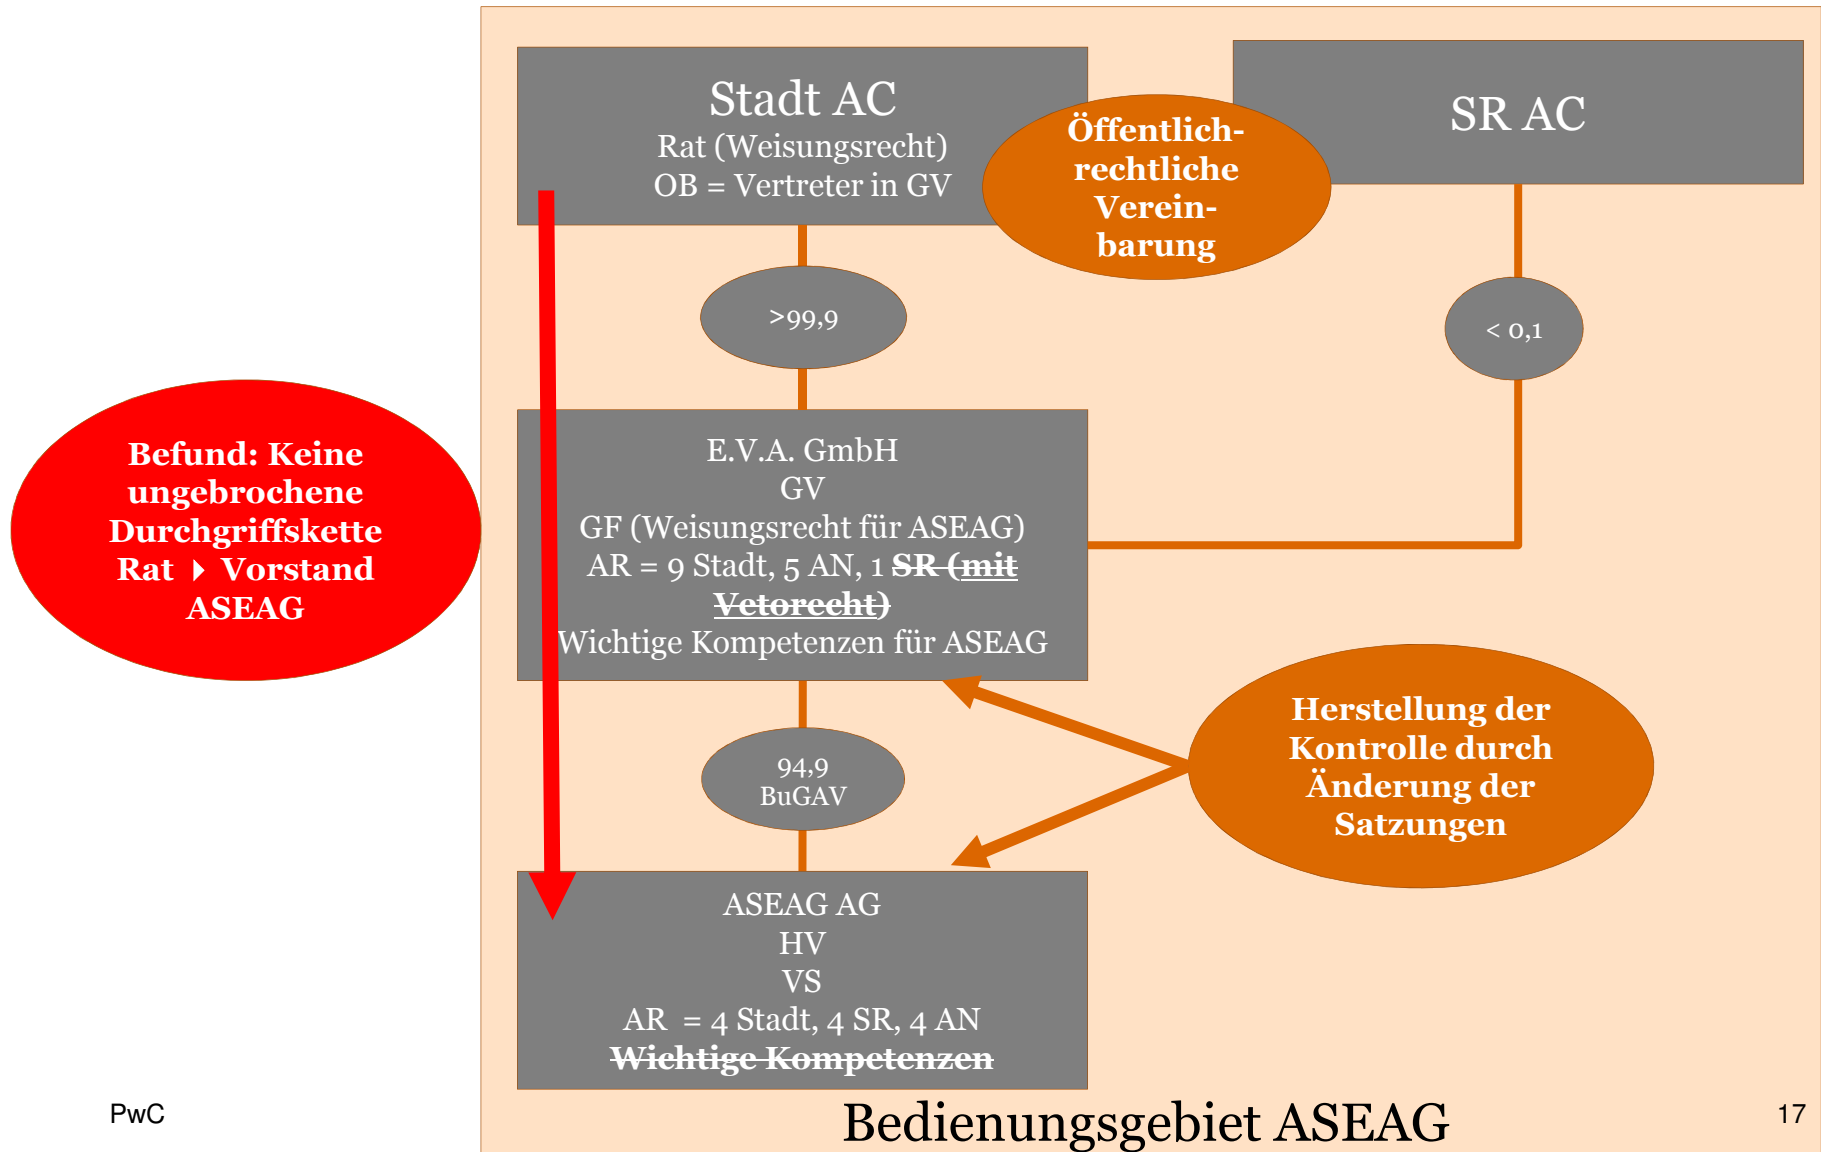 Stadt AC
Rat (Weisungsrecht)
OB = Vertreter in GV
Öffentlich-
rechtliche
Verein-
barung
SR AC
>99,9
< 0,1
Befund: Keine
ungebrochene
Durchgriffskette
Rat ▸ Vorstand
ASEAG
E.V.A. GmbH
GV
GF (Weisungsrecht für ASEAG)
AR = 9 Stadt, 5 AN, 1 SR (mit
Vetorecht)
Wichtige Kompetenzen für ASEAG
94,9
BuGAV
Herstellung der
Kontrolle durch
Änderung der
Satzungen
ASEAG AG
HV
VS
AR = 4 Stadt, 4 SR, 4 AN
Wichtige Kompetenzen
PwC
Bedienungsgebiet ASEAG
17